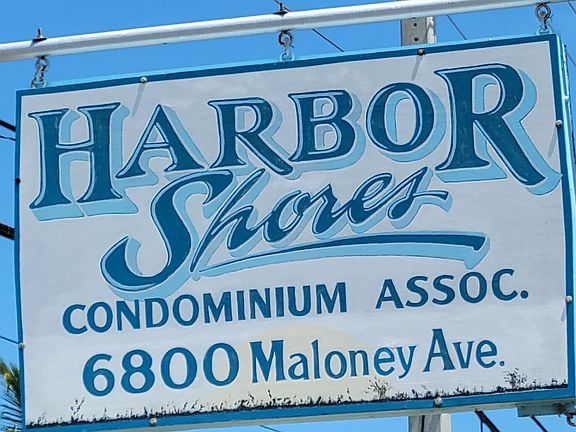 HARBOR
Shores
CONDOMINIUM ASSOC.
6800 Maloney Ave.